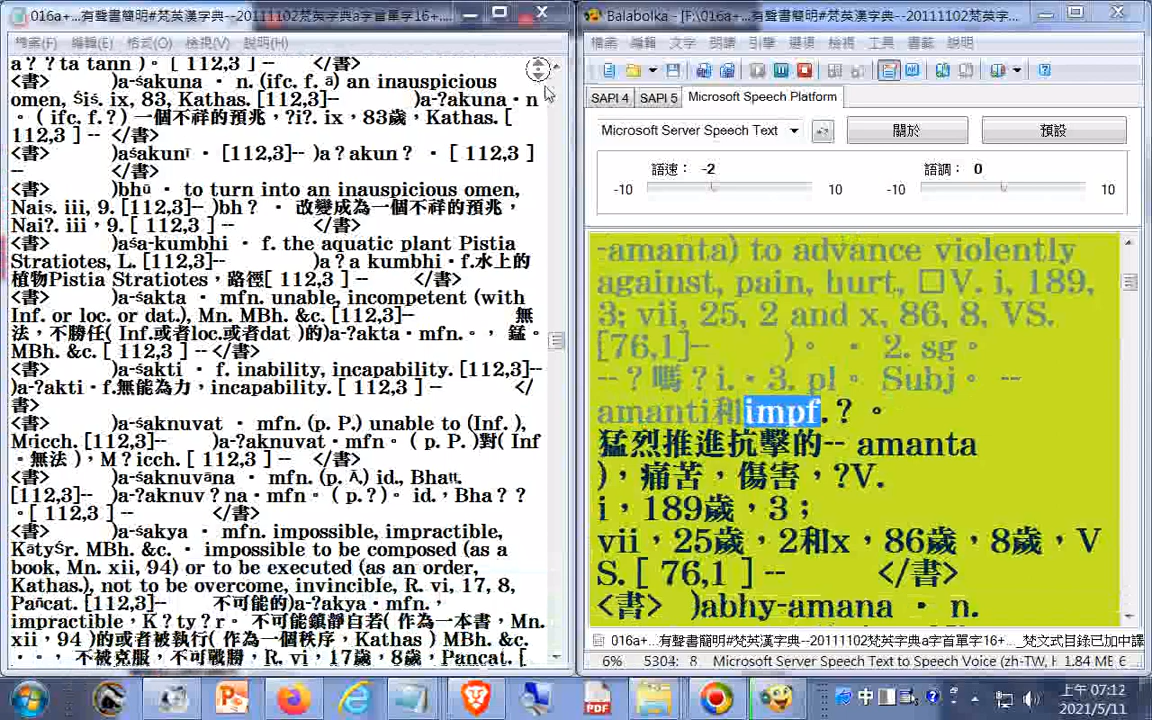 016a+...有聲書簡明#梵英漢字典--20111102梵英字典a字首單字16+...
檔案(F) 編輯(E) 格式(O) 檢視(V) 說明(H)
a ? ? ta tann )。 [ 112,3 ] </書>
<書> )a-śakuna • n. (ifc. f. ā) an inauspicious
omen, Śiś. ix, 83, Kathas. [112,3]-- )a-?akuna • n
。 ( ifc. f.? ) 一個不祥的預兆，?i?. ix，83歲，Kathas. [
112,3 ] -- </書>
<書> )aśakunī • [112,3]-- )a ? akun ? • [ 112,3 ]
-- </書>
<書> )bhū • to turn into an inauspicious omen,
Naiṣ. iii, 9. [112,3]-- )bh ? • 改變成為一個不祥的預兆，
Nai?. iii，9. [ 112,3 ] -- </書>
<書> )aśa-kumbhi • f. the aquatic plant Pistia
Stratiotes, L. [112,3]-- )a ? a kumbhi • f.水上的
植物Pistia Stratiotes，路徑[ 112,3 ] -- </書>
<書> )a-śakta • mfn. unable, incompetent (with
Inf. or loc. or dat.), Mn. MBh. &c. [112,3]-- 無
法，不勝任( Inf.或者loc.或者dat )的)a-?akta • mfn.。，錳。
MBh. &c. [ 112,3 ] -- </書>
<書> )a-śakti • f. inability, incapability. [112,3]--
)a-?akti • f.無能為力，incapability. [ 112,3 ] </
書>
<書> )aśaknuvat • mfn. (p. P.) unable to (Inf. ),
Mṛicch. [112,3]-- )a-?aknuvat • mfn。 ( p. P. )對( Inf
。無法 )，M ? icch. [ 112,3 ] -- </書>
<書> )a-śaknuvāna • mfn. (p. Ā.) id., Bhaṭṭ.
[112,3]-- )a-?aknuv ? na • mfn。 ( p.? )。 id.，Bha ? ?
。[ 112,3 ] -- </書>
<書> )a-śakya • mfn. impossible, impracticable,
KātyŚr. MBh. &c. • impossible to be composed (as a
book, Mn. xii, 94) or to be executed (as an order,
Kathas.), not to be overcome, invincible, R. vi, 17, 8,
Pañcat. [112,3]-- 不可能的)a-?akya • mfn.，
impracticable，K ? ty ? r. 不可能鎮靜自若( 作為一本書，Mn.
xii，94 )的或者被執行( 作為一個秩序，Kathas ) MBh. &c.
•，不被克服，不可戰勝，R. vi，17歲，8歲，Pancat. [
Balabolka - [F:\016a+...有聲書簡明#梵英漢字典--20111102梵英字...
檔案 編輯 文字 朗讀 引擎 選項 檢視 工具 書籤 說明
SAPI 4 SAPI 5 Microsoft Speech Platform
Microsoft Server Speech Text 關於 預設
語速： -2 語調： 0
-10 10 -10 10
-amanta) to advance violently
against, pain, hurt, □V. i, 189,
3; vii, 25, 2 and x, 86, 8, VS.
[76,1]-- )。 • 2. sg。
-- ? 嗎 ? i. • 3. pl。 Subj。 --
amanti和impf.?。
猛烈推進抗擊的-- amanta
)，痛苦，傷害，?V.
i，189歲，3；
vii，25歲，2和x，86歲，8歲，V
S. [ 76,1 ] -- </書>
<書> )abhy-amana • n.
016a+...有聲書簡明#梵英漢字典--20111102梵英字典a字首單字16+..._梵文式目錄已加中譯
6% 5304: 8 Microsoft Server Speech Text to Speech Voice (zh-TW, H 1.84 ME
中
上午 07:12
2021/5/11